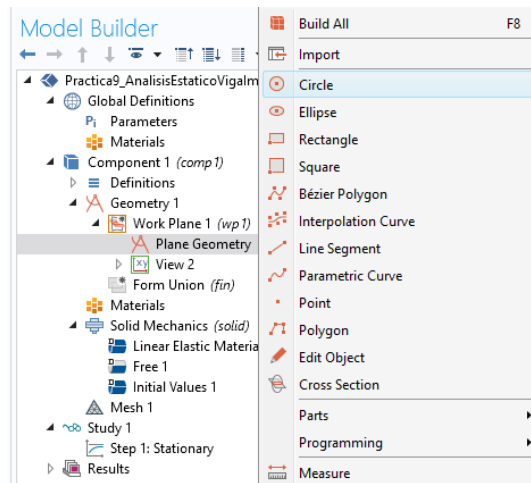 Model Builder
Practica9_AnalisisEstaticoVigaIm
Global Definitions
Pi Parameters
Materials
Component 1 (comp1)
Definitions
Geometry 1
Work Plane 1 (wp1)
Plane Geometry
xy View 2
Form Union (fin)
Materials
Solid Mechanics (solid)
Linear Elastic Materia
Free 1
Initial Values 1
Mesh 1
Study 1
Step 1: Stationary
Results
Build All F8
Import
Circle
Ellipse
Rectangle
Square
Bézier Polygon
Interpolation Curve
Line Segment
Parametric Curve
Point
Polygon
Edit Object
Cross Section
Parts
Programming
Measure